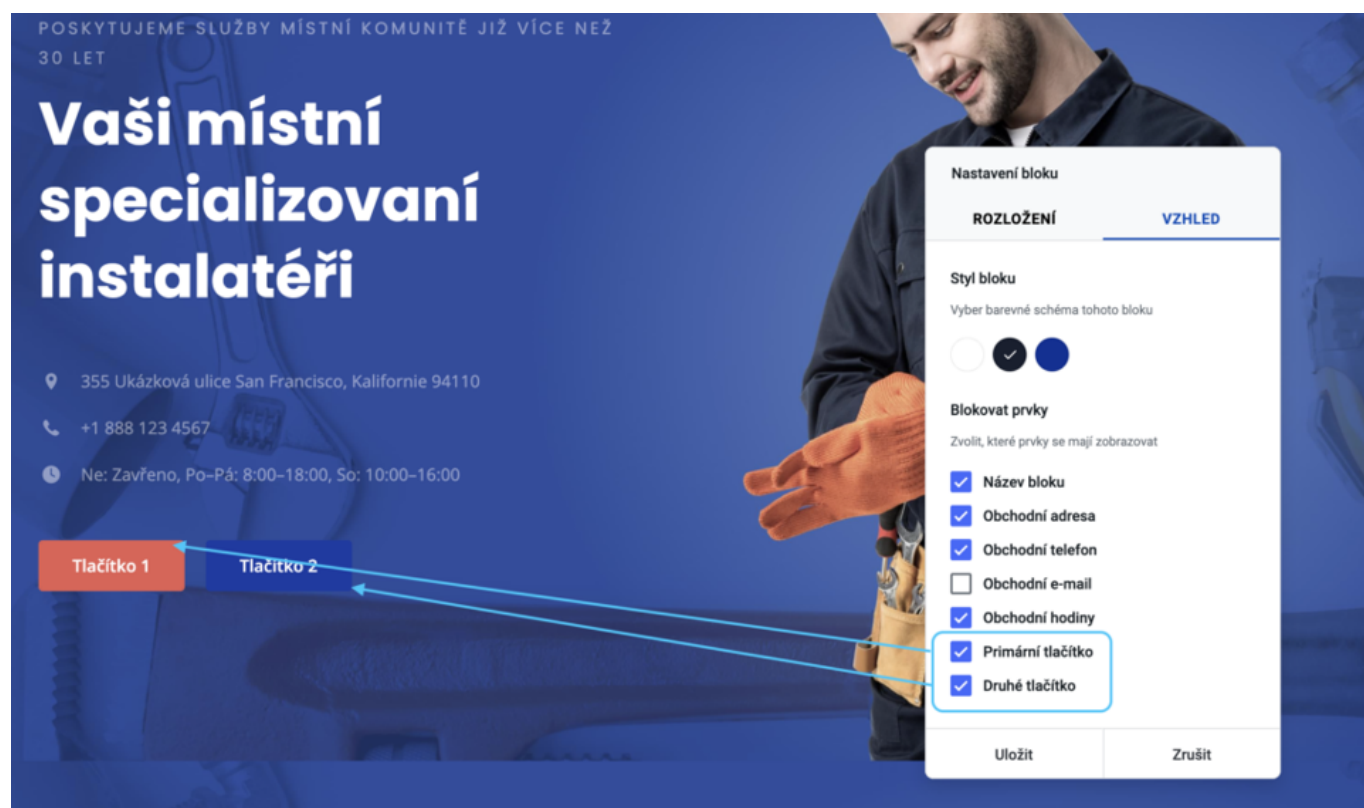 POSKYTUJEME SLUŽBY MÍSTNÍ KOMUNITĚ JIŽ VÍCE NEŽ
30 LET
Vaši místní
specializovaní
instalatéři
355 Ukázková ulice San Francisco, Kalifornie 94110
+1 888 123 4567
Ne: Zavřeno, Po–Pá: 8:00–18:00, So: 10:00–16:00
Tlačítko 1
Tlačítko 2
Nastavení bloku
ROZLOŽENÍ
VZHLED
Styl bloku
Vyber barevné schéma tohoto bloku
Blokovat prvky
Zvolit, které prvky se mají zobrazovat
Název bloku
Obchodní adresa
Obchodní telefon
Obchodní e-mail
Obchodní hodiny
Primární tlačítko
Druhé tlačítko
Uložit
Zrušit